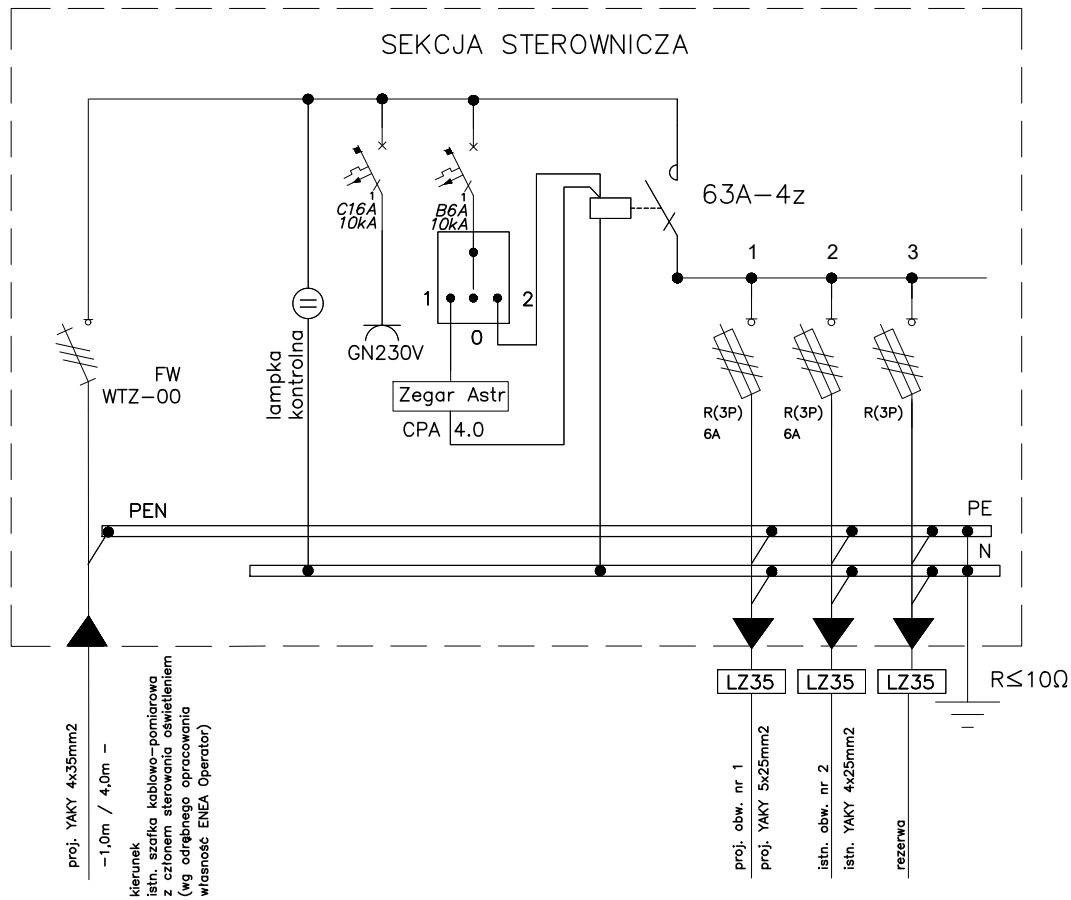 SEKCJA STEROWNICZA
1
C16A
10kA
1
B6A
10kA
63A-4z
1
2
3
1
2
0
GN230V
lampka
kontrolna
FW
WTZ-00
Zegar Astr
CPA 4.0
R(3P)
6A
R(3P)
6A
R(3P)
PEN
PE
N
LZ35
LZ35
LZ35
R≤10Ω
proj. YAKY 4x35mm2
-1,0m / 4,0m -
kierunek
istn. szafka kablowo-pomiarowa
z członem sterowania oświetleniem
(wg odrębnego opracowania
własność ENEA Operator)
proj. obw. nr 1
proj. YAKY 5x25mm2
istn. obw. nr 2
istn. YAKY 4x25mm2
rezerwa